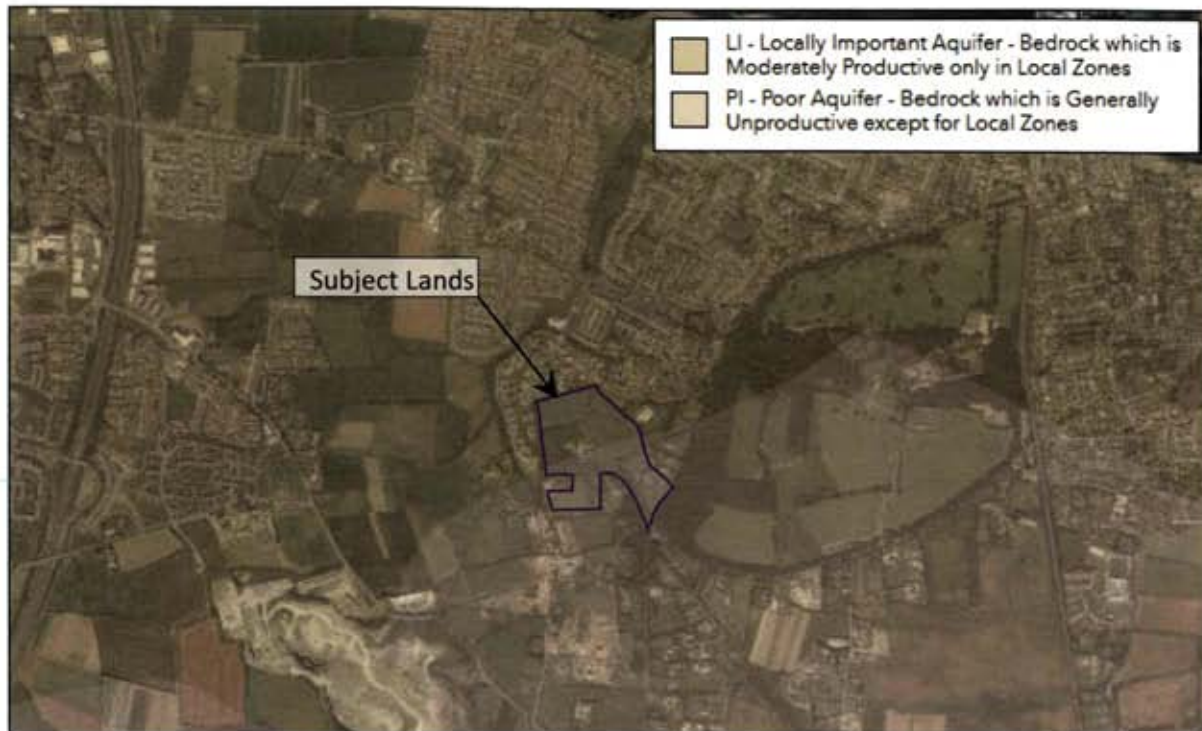 LI - Locally Important Aquifer - Bedrock which is
Moderately Productive only in Local Zones
PI - Poor Aquifer - Bedrock which is Generally
Unproductive except for Local Zones
Subject Lands